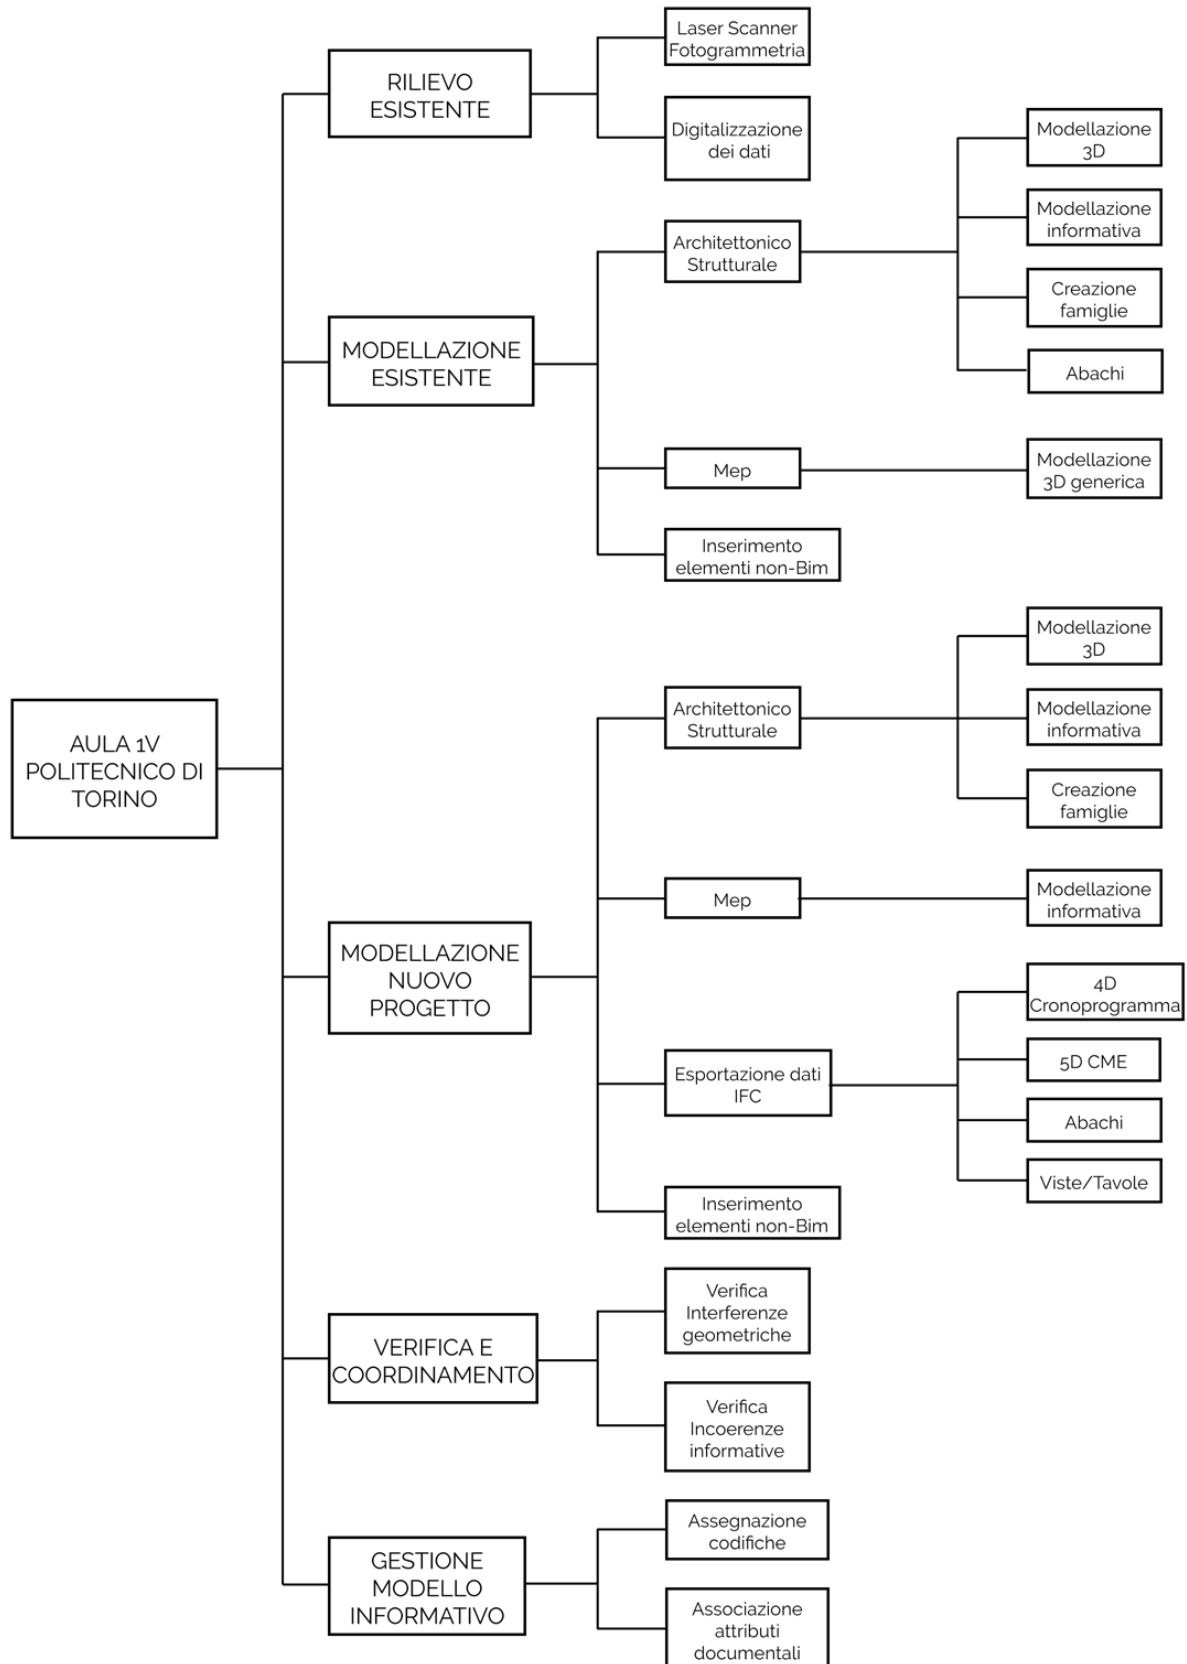 AULA 1V
POLITECNICO DI
TORINO
RILIEVO
ESISTENTE
Laser Scanner
Fotogrammetria
Digitalizzazione
dei dati
MODELLAZIONE
ESISTENTE
Architettonico
Strutturale
Modellazione
3D
Modellazione
informativa
Creazione
famiglie
Abachi
Mep
Modellazione
3D generica
Inserimento
elementi non-Bim
MODELLAZIONE
NUOVO
PROGETTO
Architettonico
Strutturale
Modellazione
3D
Modellazione
informativa
Creazione
famiglie
Mep
Modellazione
informativa
Esportazione dati
IFC
4D
Cronoprogramma
5D CME
Abachi
Viste/Tavole
Inserimento
elementi non-Bim
VERIFICA E
COORDINAMENTO
Verifica
Interferenze
geometriche
Verifica
Incoerenze
informative
GESTIONE
MODELLO
INFORMATIVO
Assegnazione
codifiche
Associazione
attributi
documentali